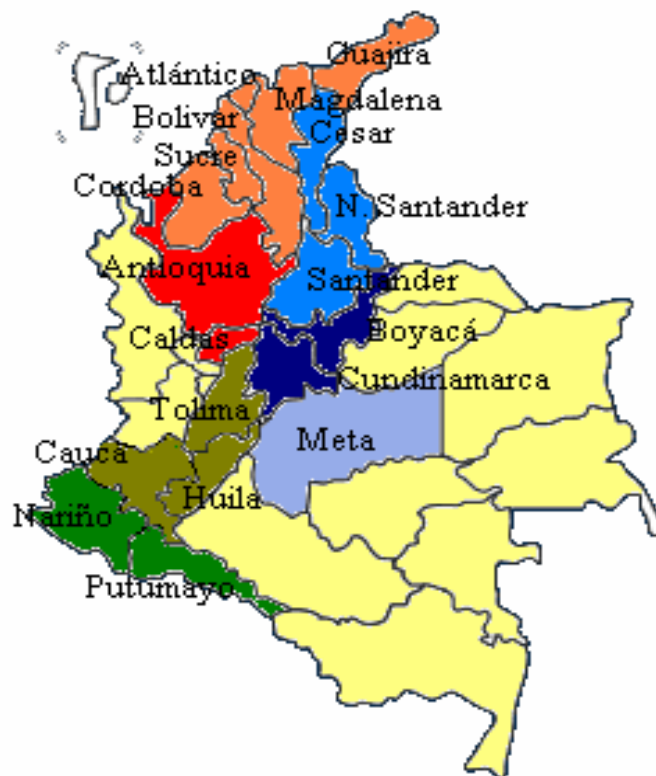 Guajira
Atlántico
Magdalena
Bolivar
Cesar
Sucre
Cordoba
N. Santander
Antioquia
Santander
Caldas
Boyacá
Cundinamarca
Tolima
Meta
Cauca
Huila
Nariño
Putumayo